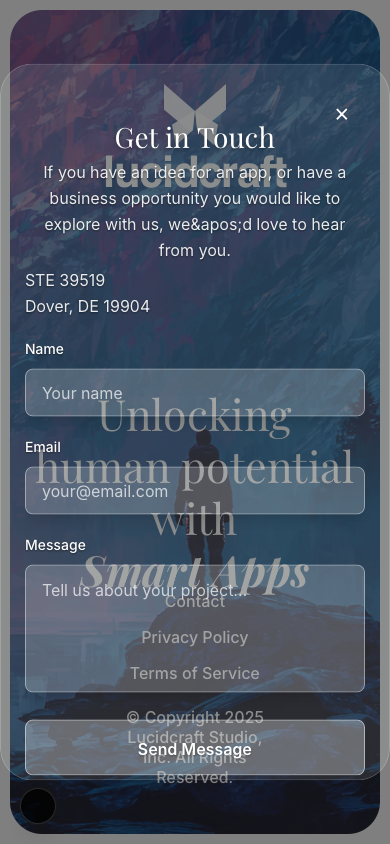 Get in Touch
lucidcraft
If you have an idea for an app, or have a
business opportunity you would like to
explore with us, we&apos;d love to hear
from you.
STE 39519
Dover, DE 19904
Name
Your name
Unlocking
Email
human potential
your@email.com
with
Message
Smart Apps
Tell us about your project...
Contact
Privacy Policy
Terms of Service
© Copyright 2025
Lucidcraft Studio,
Send Message
Inc. All Rights
Reserved.